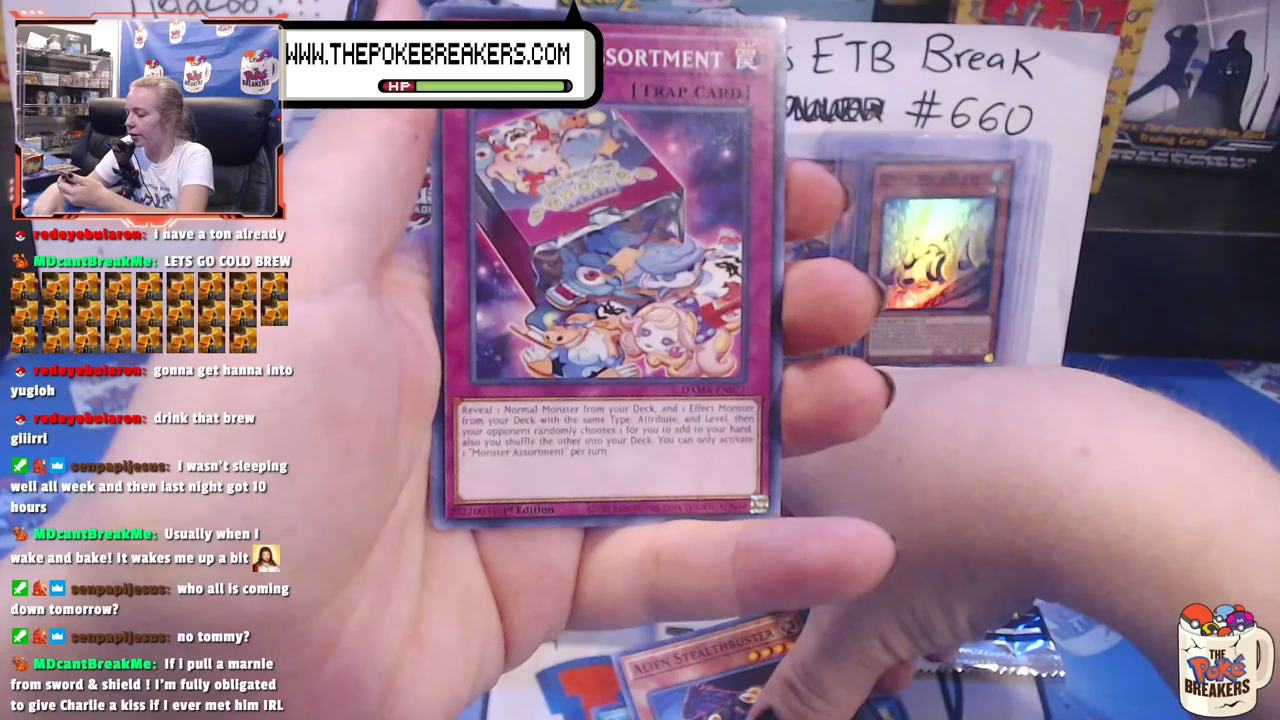 WWW.THEPOKEBREAKERS.COM
HP
SORTMENT
[TRAP CARD]
Reveal 1 Normal Monster from your Deck, and 1 Effect Monster
from your Deck with the same Type, Attribute, and Level, then
your opponent randomly chooses 1 for you to add to your hand,
also you shuffle the other into your Deck. You can only activate
1 "Monster Assortment" per turn
1st Edition
ETB Break
#660
Trading Cards
ALIEN STEALTHBUSTER
redeyebularon: i have a ton already
MDcantBreakMe: LETS GO COLD BREW
redeyebularon: gonna get hanna into
yugioh
redeyebularon: drink that brew
giiirrl
senpapijesus: I wasn't sleeping
well all week and then last night got 10
hours
MDcantBreakMe: Usually when I
wake and bake! It wakes me up a bit
senpapijesus: who all is coming
down tomorrow?
senpapijesus: no tommy?
MDcantBreakMe: If I pull a marnie
from sword & shield ! I'm fully obligated
to give Charlie a kiss if I ever met him IRL
THE
Poké
BREAKERS